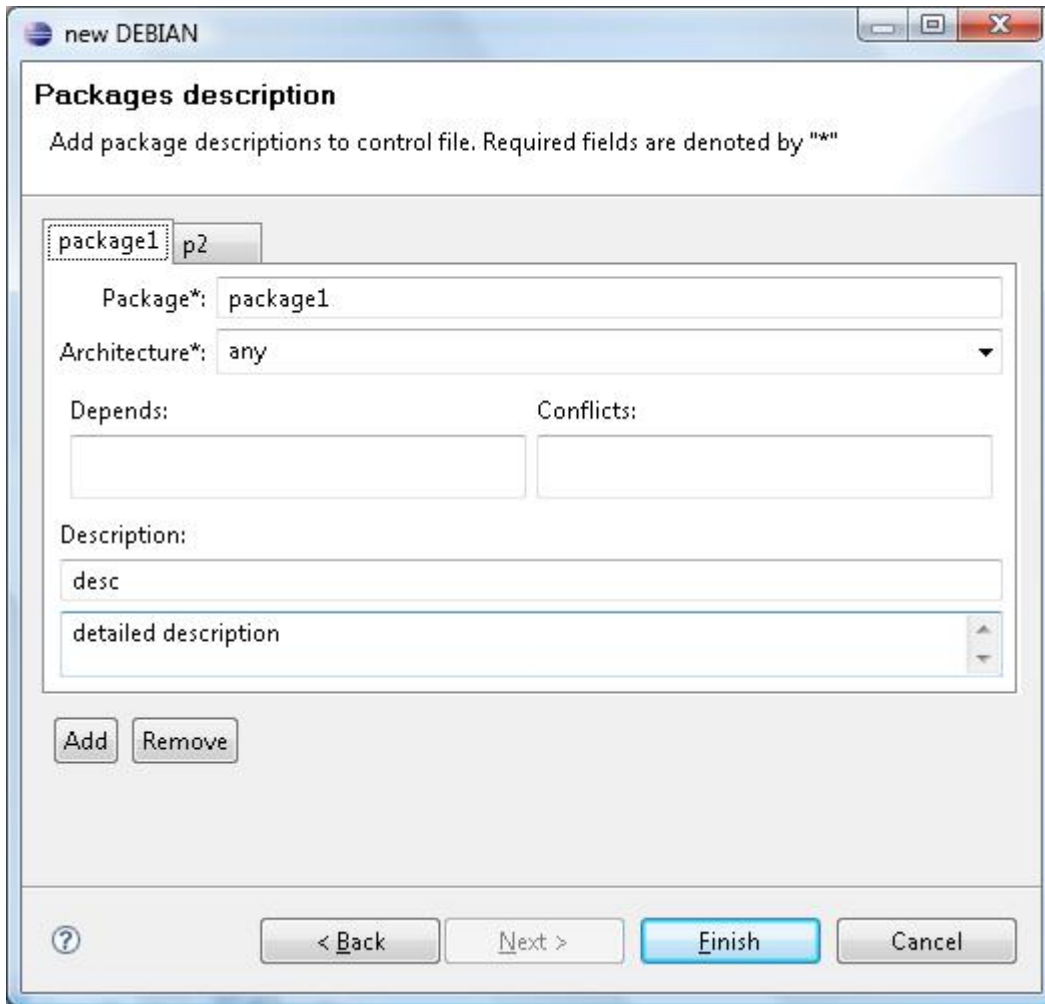 new DEBIAN
Packages description
Add package descriptions to control file. Required fields are denoted by "*"
package1 p2
Package*: package1
Architecture*: any
Depends: Conflicts:
Description:
desc
detailed description
Add Remove
< Back Next > Finish Cancel